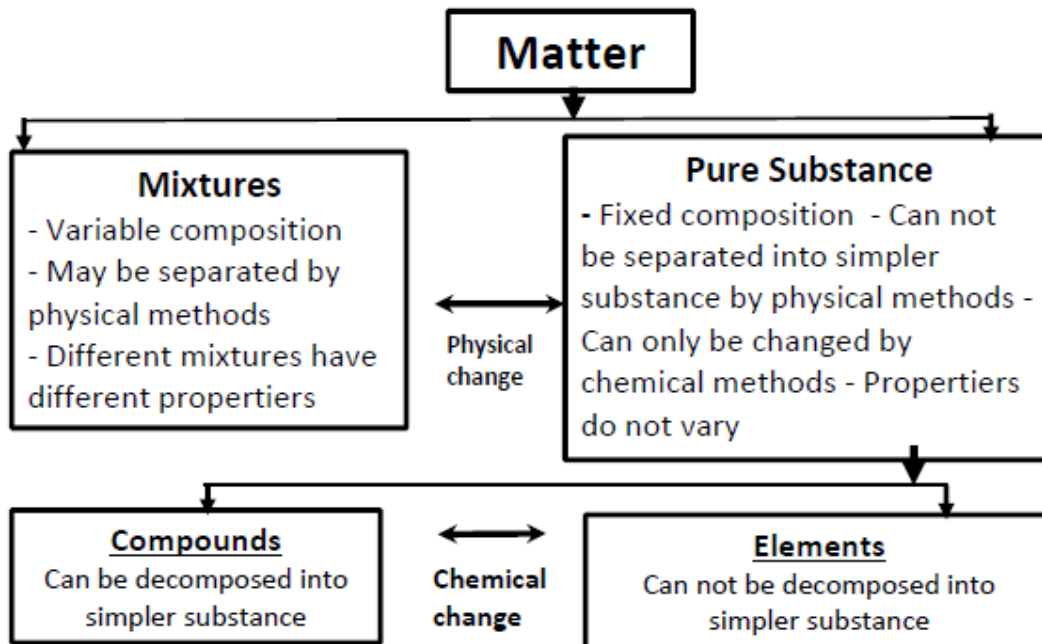 Matter
Mixtures
- Variable composition
- May be separated by
physical methods
- Different mixtures have
different propertiers
Physical
change
Pure Substance
- Fixed composition - Can not
be separated into simpler
substance by physical methods -
Can only be changed by
chemical methods - Propertiers
do not vary
Compounds
Can be decomposed into
simpler substance
Chemical
change
Elements
Can not be decomposed into
simpler substance